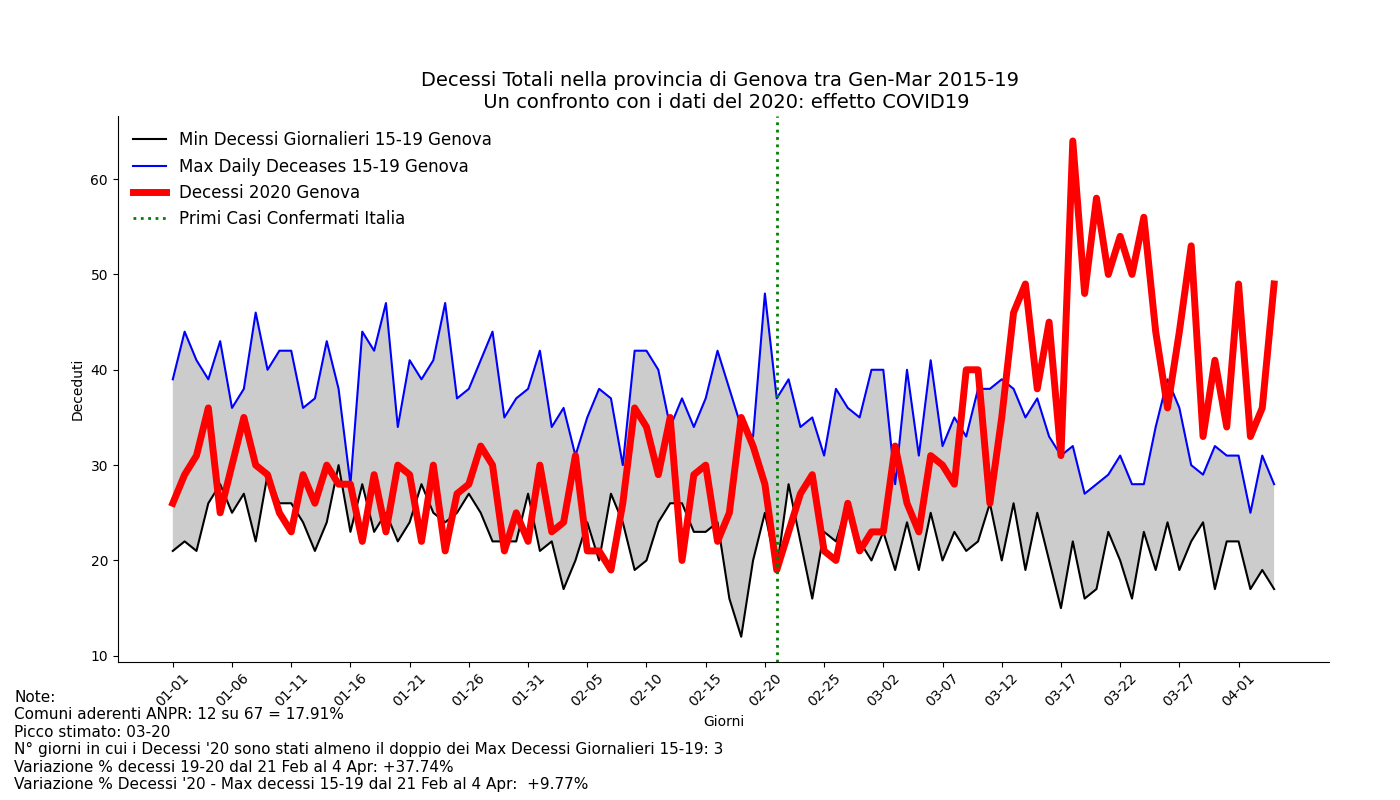 Decessi Totali nella provincia di Genova tra Gen-Mar 2015-19
Un confronto con i dati del 2020: effetto COVID19
Min Decessi Giornalieri 15-19 Genova
Max Daily Deceases 15-19 Genova
Decessi 2020 Genova
Primi Casi Confermati Italia
Deceduti
60
50
40
30
20
10
01-01
01-06
01-11
01-16
01-21
01-26
01-31
02-05
02-10
02-15
02-20
02-25
03-02
03-07
03-12
03-17
03-22
03-27
04-01
Giorni
Note:
Comuni aderenti ANPR: 12 su 67 = 17.91%
Picco stimato: 03-20
N° giorni in cui i Decessi '20 sono stati almeno il doppio dei Max Decessi Giornalieri 15-19: 3
Variazione % decessi 19-20 dal 21 Feb al 4 Apr: +37.74%
Variazione % Decessi '20 - Max decessi 15-19 dal 21 Feb al 4 Apr:  +9.77%